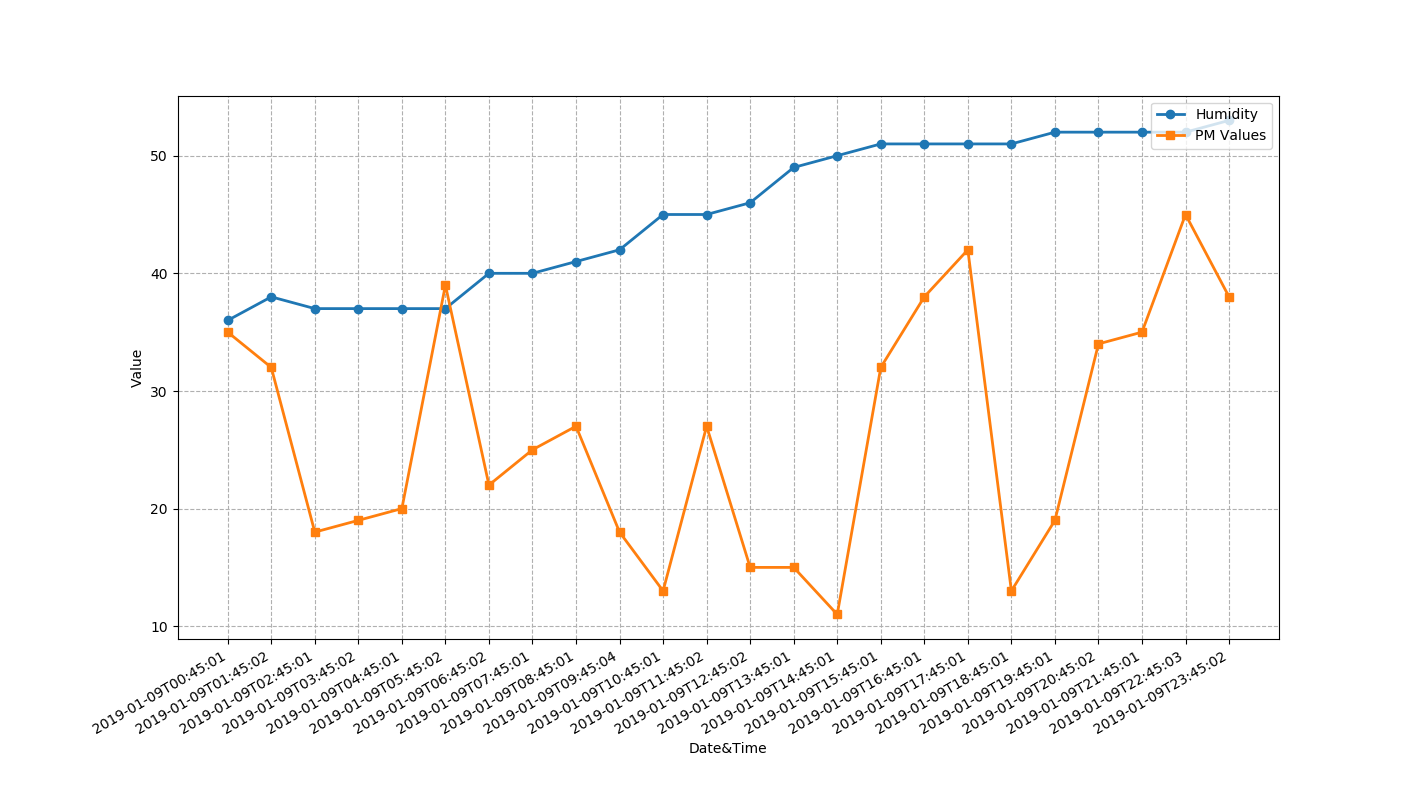 Humidity
PM Values
50
40
30
20
10
Value
2019-01-09T00:45:01
2019-01-09T01:45:02
2019-01-09T02:45:01
2019-01-09T03:45:02
2019-01-09T04:45:01
2019-01-09T05:45:02
2019-01-09T06:45:02
2019-01-09T07:45:01
2019-01-09T08:45:01
2019-01-09T09:45:04
2019-01-09T10:45:01
2019-01-09T11:45:02
2019-01-09T12:45:02
2019-01-09T13:45:01
2019-01-09T14:45:01
2019-01-09T15:45:01
2019-01-09T16:45:01
2019-01-09T17:45:01
2019-01-09T18:45:01
2019-01-09T19:45:01
2019-01-09T20:45:02
2019-01-09T21:45:01
2019-01-09T22:45:03
2019-01-09T23:45:02
Date&Time